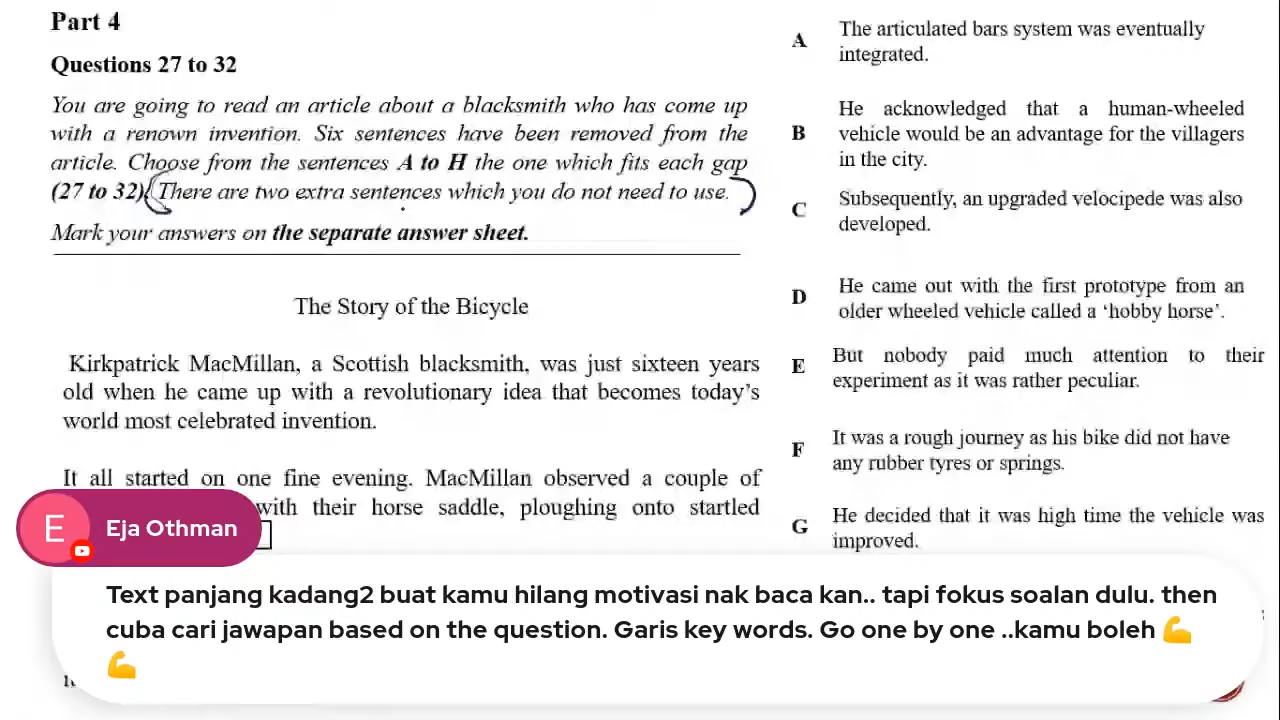 Part 4
Questions 27 to 32
You are going to read an article about a blacksmith who has come up
with a renown invention. Six sentences have been removed from the
article. Choose from the sentences A to H the one which fits each gap
(27 to 32). There are two extra sentences which you do not need to use.
Mark your answers on the separate answer sheet.
The Story of the Bicycle
Kirkpatrick MacMillan, a Scottish blacksmith, was just sixteen years
old when he came up with a revolutionary idea that becomes today's
world most celebrated invention.
It all started on one fine evening. MacMillan observed a couple of
with their horse saddle, ploughing onto startled
A
The articulated bars system was eventually
integrated.
B
He acknowledged that a human-wheeled
vehicle would be an advantage for the villagers
in the city.
C
Subsequently, an upgraded velocipede was also
developed.
D
He came out with the first prototype from an
older wheeled vehicle called a 'hobby horse'.
E
But nobody paid much attention to their
experiment as it was rather peculiar.
F
It was a rough journey as his bike did not have
any rubber tyres or springs.
G
He decided that it was high time the vehicle was
improved.
E
Eja Othman
Text panjang kadang2 buat kamu hilang motivasi nak baca kan.. tapi fokus soalan dulu. then
cuba cari jawapan based on the question. Garis key words. Go one by one ..kamu boleh 💪
💪